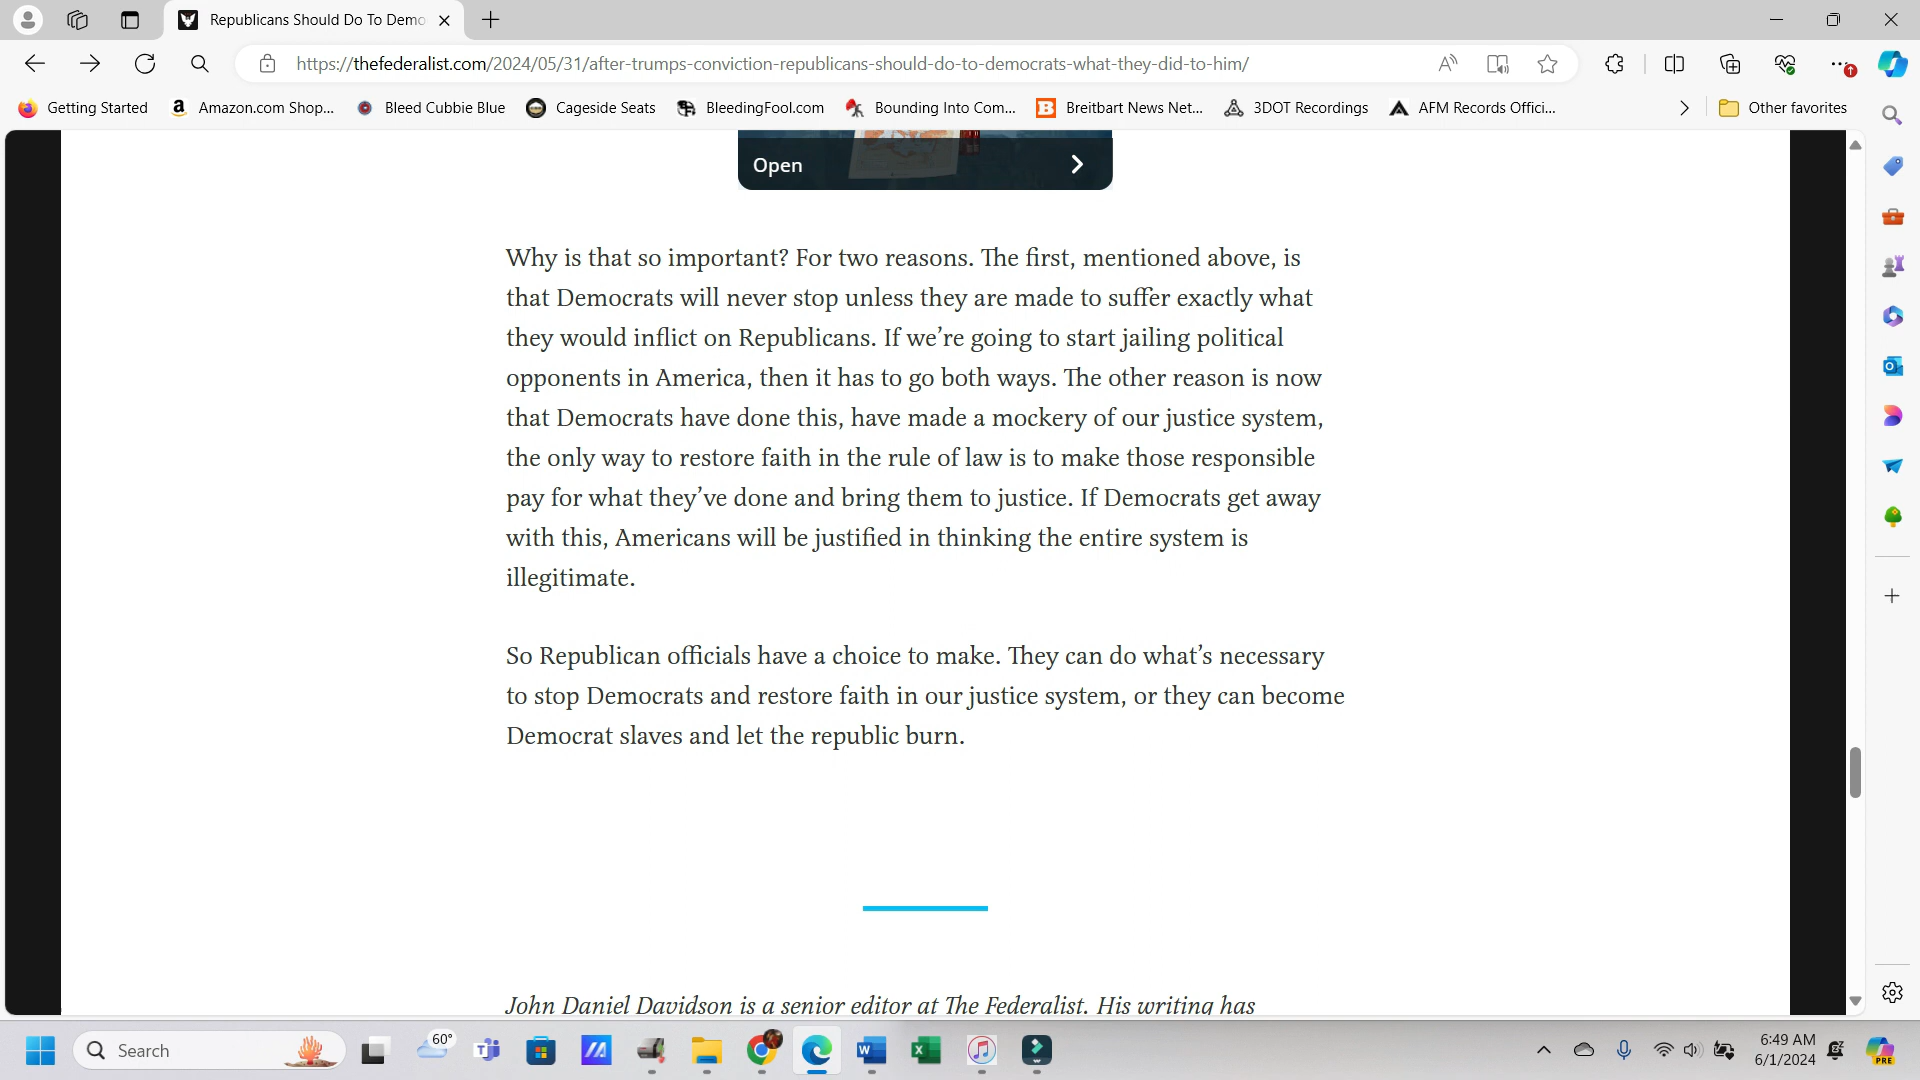 Republicans Should Do To Demo
https://thefederalist.com/2024/05/31/after-trumps-conviction-republicans-should-do-to-democrats-what-they-did-to-him/
Getting Started
Amazon.com Shop...
Bleed Cubbie Blue
Cageside Seats
BleedingFool.com
Bounding Into Com...
Breitbart News Net...
3DOT Recordings
AFM Records Offici...
Other favorites
Open
Why is that so important? For two reasons. The first, mentioned above, is
that Democrats will never stop unless they are made to suffer exactly what
they would inflict on Republicans. If we’re going to start jailing political
opponents in America, then it has to go both ways. The other reason is now
that Democrats have done this, have made a mockery of our justice system,
the only way to restore faith in the rule of law is to make those responsible
pay for what they’ve done and bring them to justice. If Democrats get away
with this, Americans will be justified in thinking the entire system is
illegitimate.
So Republican officials have a choice to make. They can do what’s necessary
to stop Democrats and restore faith in our justice system, or they can become
Democrat slaves and let the republic burn.
John Daniel Davidson is a senior editor at The Federalist. His writing has
Search
60°
6:49 AM
6/1/2024
PRE